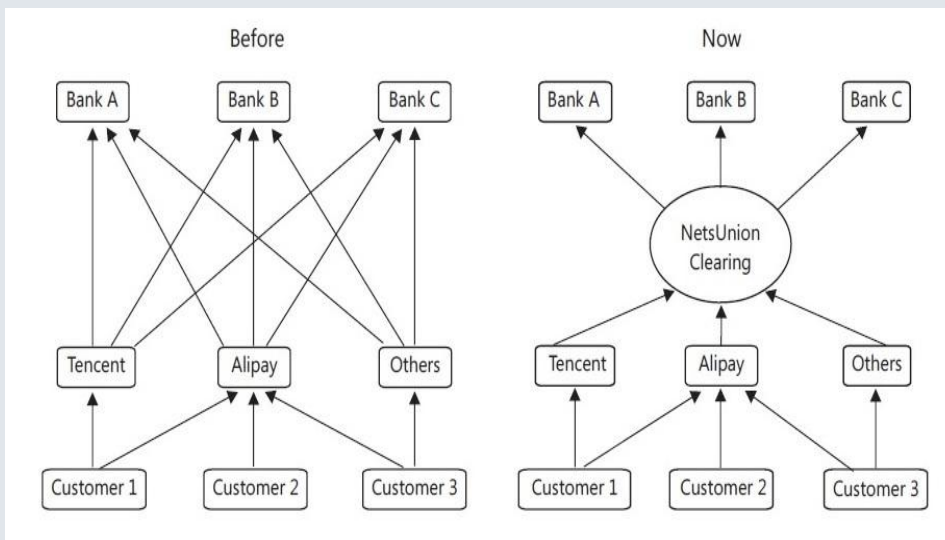 Before
Bank A
Bank B
Bank C
Tencent
Alipay
Others
Customer 1
Customer 2
Customer 3
Now
Bank A
Bank B
Bank C
NetsUnion
Clearing
Tencent
Alipay
Others
Customer 1
Customer 2
Customer 3